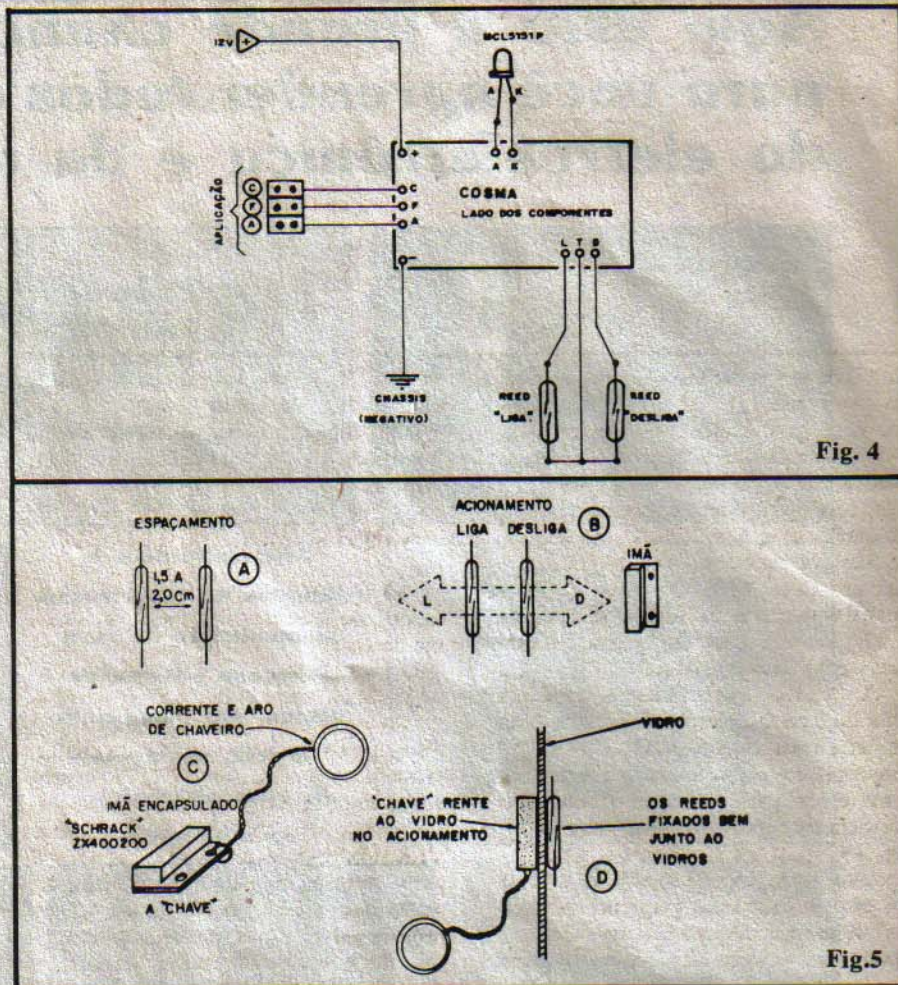 12V +
MCL5151P
A K
A K
+
C
F
A
-
C
F
A
APLICAÇÃO
COSMA
LADO DOS COMPONENTES
L T D
CHASSIS
(NEGATIVO)
REED
"LIGA"
REED
"DESLIGA"
Fig. 4
ESPAÇAMENTO
A
1,5 A
2,0 Cm
ACIONAMENTO
LIGA DESLIGA
B
IMÃ
L
D
CORRENTE E ARO
DE CHAVEIRO
C
IMÃ ENCAPSULADO
"SCHRACK"
ZX400200
A "CHAVE"
VIDRO
"CHAVE" RENTE
AO VIDRO
NO ACIONAMENTO
OS REEDS
FIXADOS BEM
JUNTO AO
VIDROS
D
Fig.5